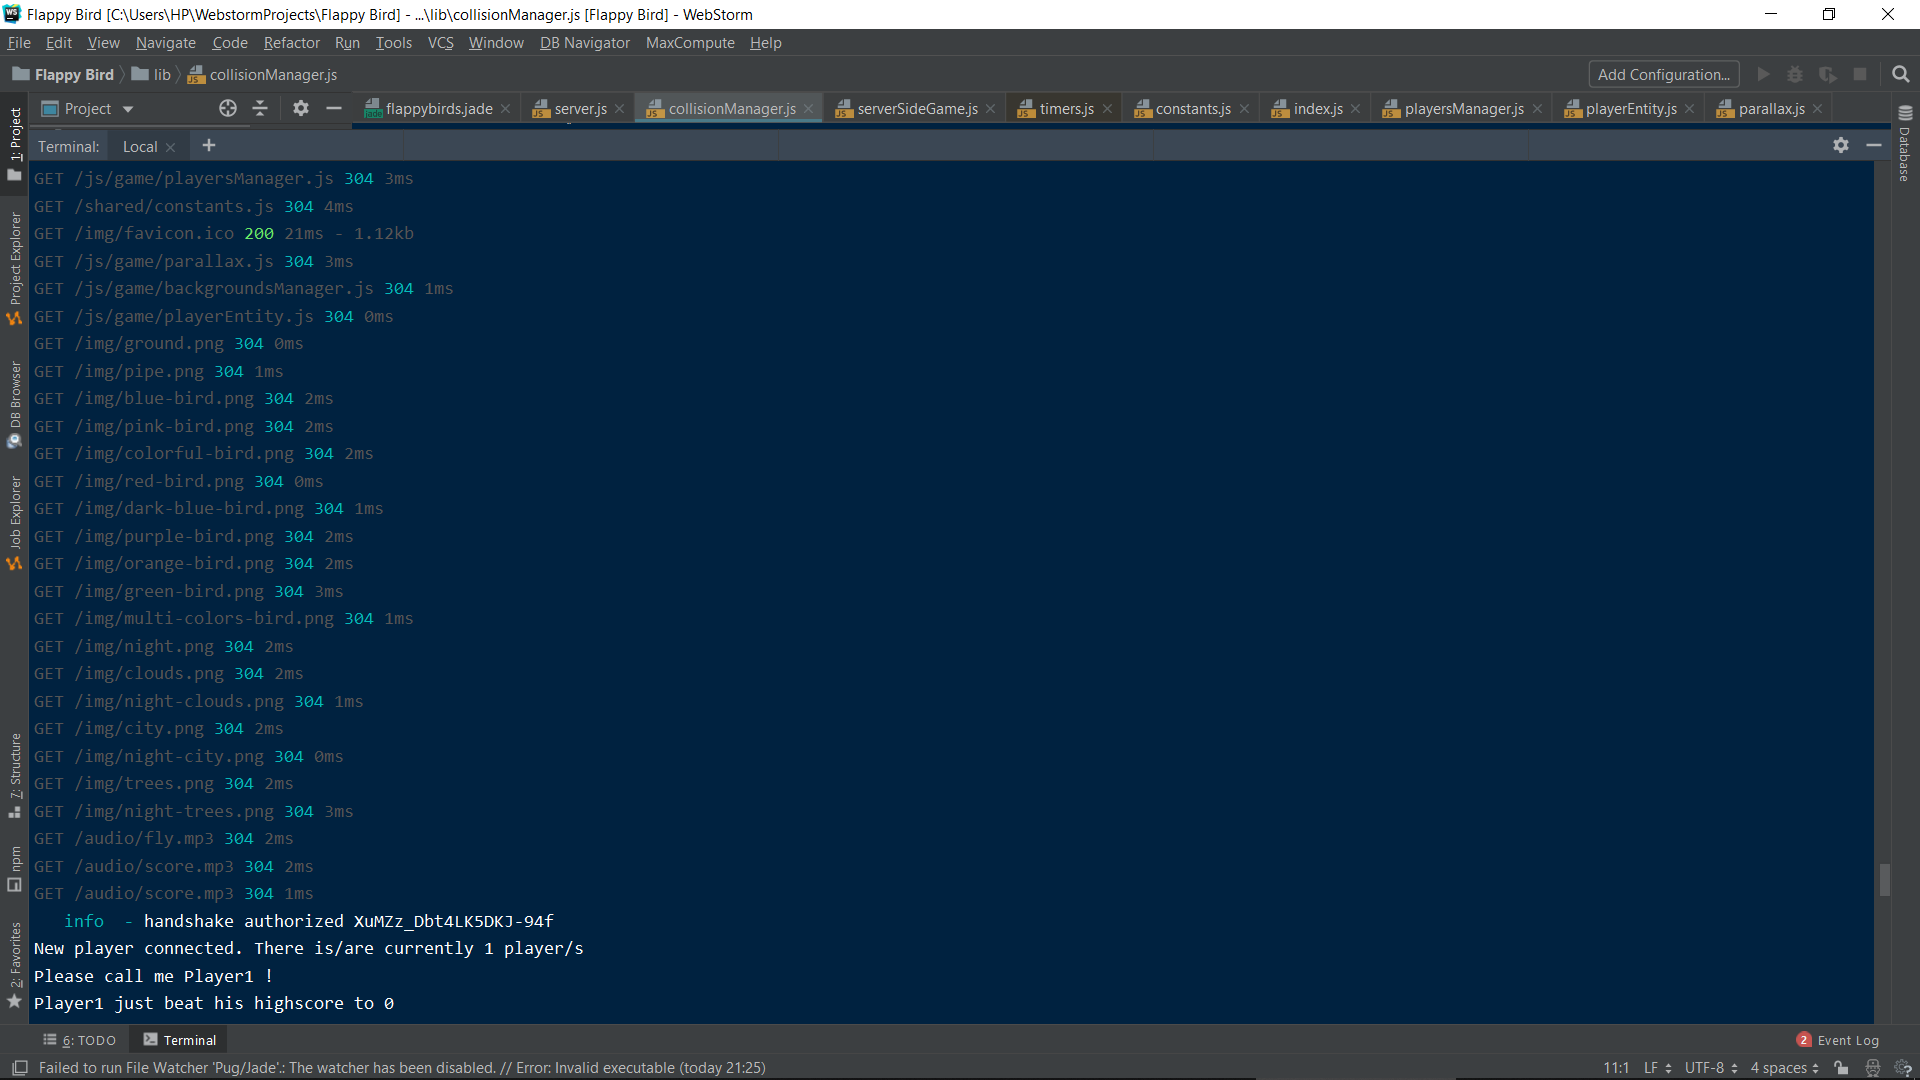 Flappy Bird [C:\Users\HP\WebstormProjects\Flappy Bird] - ...\lib\collisionManager.js [Flappy Bird] - WebStorm
File Edit View Navigate Code Refactor Run Tools VCS Window DB Navigator MaxCompute Help
Flappy Bird lib collisionManager.js Add Configuration...
Project flappybirds.jade server.js collisionManager.js serverSideGame.js timers.js constants.js index.js playersManager.js playerEntity.js parallax.js
Terminal: Local +
GET /js/game/playersManager.js 304 3ms
GET /shared/constants.js 304 4ms
GET /img/favicon.ico 200 21ms - 1.12kb
GET /js/game/parallax.js 304 3ms
GET /js/game/backgroundsManager.js 304 1ms
GET /js/game/playerEntity.js 304 0ms
GET /img/ground.png 304 0ms
GET /img/pipe.png 304 1ms
GET /img/blue-bird.png 304 2ms
GET /img/pink-bird.png 304 2ms
GET /img/colorful-bird.png 304 2ms
GET /img/red-bird.png 304 0ms
GET /img/dark-blue-bird.png 304 1ms
GET /img/purple-bird.png 304 2ms
GET /img/orange-bird.png 304 2ms
GET /img/green-bird.png 304 3ms
GET /img/multi-colors-bird.png 304 1ms
GET /img/night.png 304 2ms
GET /img/clouds.png 304 2ms
GET /img/night-clouds.png 304 1ms
GET /img/city.png 304 2ms
GET /img/night-city.png 304 0ms
GET /img/trees.png 304 2ms
GET /img/night-trees.png 304 3ms
GET /audio/fly.mp3 304 2ms
GET /audio/score.mp3 304 2ms
GET /audio/score.mp3 304 1ms
info - handshake authorized XuMZz_Dbt4LK5DKJ-94f
New player connected. There is/are currently 1 player/s
Please call me Player1 !
Player1 just beat his highscore to 0
1: Project
Project Explorer
DB Browser
Job Explorer
7: Structure
npm
2: Favorites
Database
6: TODO Terminal 2 Event Log
Failed to run File Watcher 'Pug/Jade'.: The watcher has been disabled. // Error: Invalid executable (today 21:25) 11:1 LF UTF-8 4 spaces